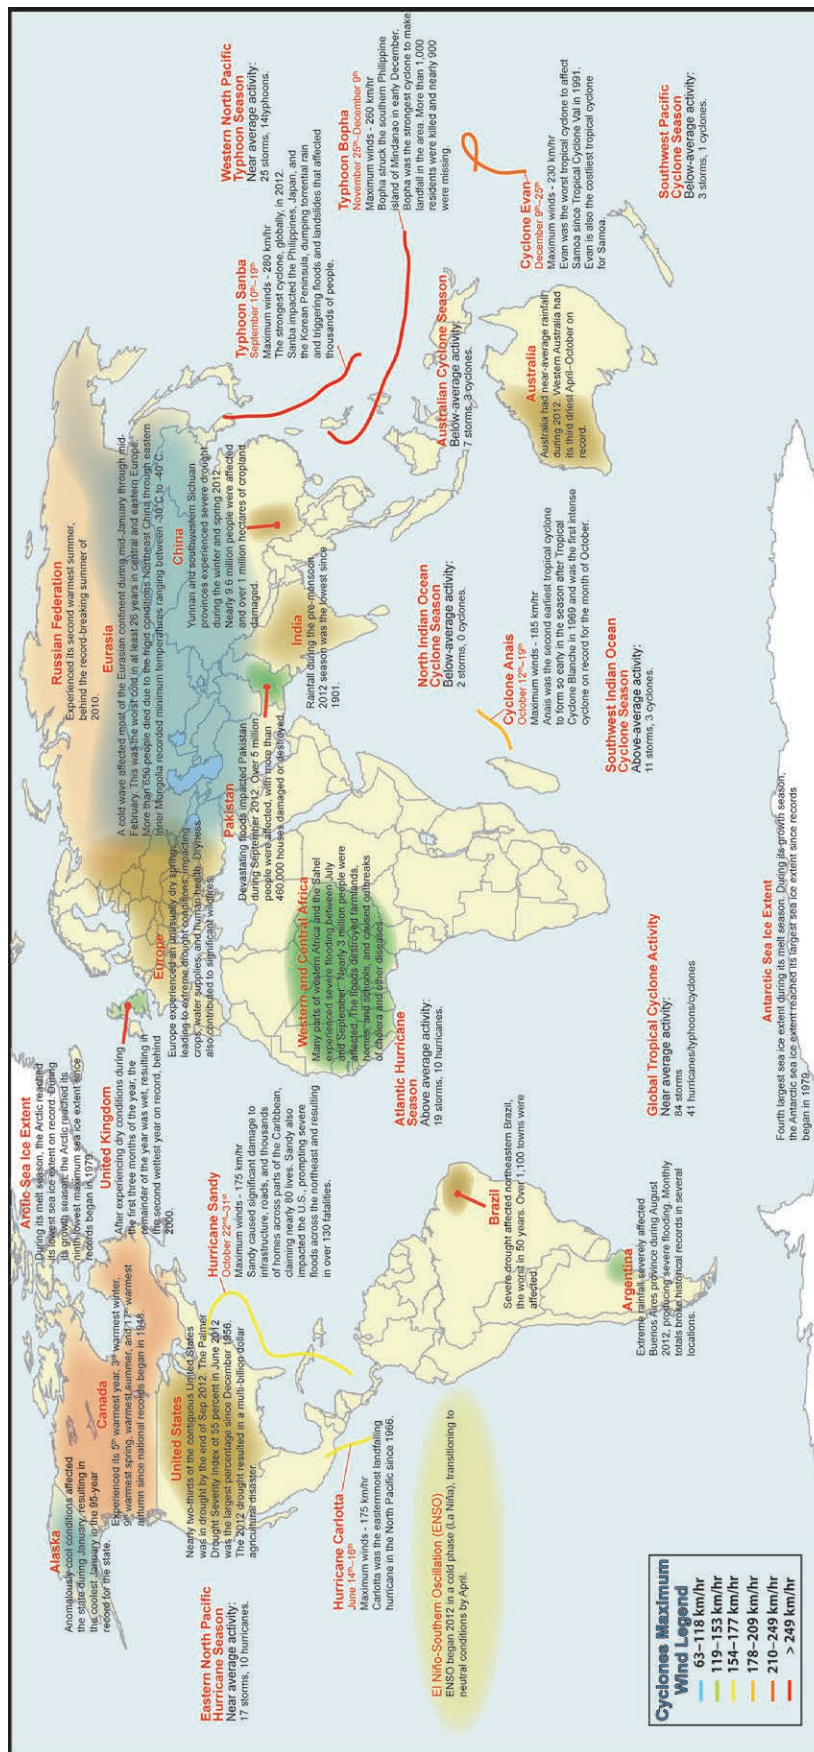 Alaska
Anomalously cool conditions affected
the state during January, resulting in
the coolest January in the 95-year
record for the state.
Canada
Experienced its 5th warmest year, 3rd warmest winter,
9th warmest spring, warmest summer, and 17th warmest
autumn since national records began in 1948.
Arctic Sea Ice Extent
During its melt season, the Arctic reached
its lowest sea ice extent on record. During
its growth season, the Arctic reached its
ninth lowest maximum sea ice extent since
records began in 1979.
United Kingdom
After experiencing dry conditions during
the first three months of the year, the
remainder of the year was wet, resulting in
the second wettest year on record, behind
2000.
Europe
Europe experienced an unusually dry spring,
leading to extreme drought conditions, impacting
crops, water supplies, and human health. Dryness
also contributed to significant wildfires.
Russian Federation
Experienced its second warmest summer,
behind the record-breaking summer of
2010.
Eurasia
A cold wave affected most of the Eurasian continent during mid-January through mid-
February. This was the worst cold in at least 26 years in central and eastern Europe.
More than 650 people died due to the frigid conditions Northeast China through eastern
Inner Mongolia recorded minimum temperatures ranging between -30°C to -40°C.
United States
Nearly two-thirds of the contiguous United States
was in drought by the end of Sep 2012. The Palmer
Drought Severity Index of 55 percent in June 2012
was the largest percentage since December 1956.
The 2012 drought resulted in a multi-billion dollar
agricultural disaster.
Hurricane Sandy
October 22nd–31st
Maximum winds - 175 km/hr
Sandy caused significant damage to
infrastructure, roads, and thousands
of homes across parts of the Caribbean,
claiming nearly 80 lives. Sandy also
impacted the U.S., prompting severe
floods across the northeast and resulting
in over 130 fatalities.
Pakistan
Devastating floods impacted Pakistan
during September 2012. Over 5 million
people were affected, with more than
460,000 houses damaged or destroyed.
China
Yunnan and southwestern Sichuan
provinces experienced severe drought
during the winter and spring 2012.
Nearly 9.6 million people were affected
and over 1 million hectares of cropland
damaged.
India
Rainfall during the pre-monsoon
2012 season was the lowest since
1901.
Western North Pacific
Typhoon Season
Near average activity:
25 storms, 14typhoons.
Typhoon Sanba
September 10th–19th
Maximum winds - 280 km/hr
The strongest cyclone, globally, in 2012.
Sanba impacted the Philippines, Japan, and
the Korean Peninsula, dumping torrential rain
and triggering floods and landslides that affected
thousands of people.
Typhoon Bopha
November 25th–December 9th
Maximum winds - 260 km/hr
Bopha struck the southern Philippine
island of Mindanao in early December.
Bopha was the strongest cyclone to make
landfall in the area. More than 1,000
residents were killed and nearly 900
were missing.
Eastern North Pacific
Hurricane Season
Near average activity:
17 storms, 10 hurricanes.
Hurricane Carlotta
June 14th–16th
Maximum winds - 175 km/hr
Carlotta was the easternmost landfalling
hurricane in the North Pacific since 1966.
Atlantic Hurricane
Season
Above average activity:
19 storms, 10 hurricanes.
Western and Central Africa
Many parts of western Africa and the Sahel
experienced severe flooding between July
and September. Nearly 3 million people were
affected. The floods destroyed farmlands,
homes, and schools, and caused outbreaks
of cholera and other diseases.
North Indian Ocean
Cyclone Season
Below-average activity:
2 storms, 0 cyclones.
Australian Cyclone Season
Below-average activity:
7 storms, 3 cyclones.
El Niño-Southern Oscillation (ENSO)
ENSO began 2012 in a cold phase (La Niña), transitioning to
neutral conditions by April.
Brazil
Severe drought affected northeastern Brazil,
the worst in 50 years. Over 1,100 towns were
affected.
Cyclone Anais
October 12th–19th
Maximum winds - 185 km/hr
Anais was the second earliest tropical cyclone
to form so early in the season after Tropical
Cyclone Blanche in 1969 and was the first intense
cyclone on record for the month of October.
Australia
Australia had near-average rainfall
during 2012. Western Australia had
its third driest April–October on
record.
Cyclone Evan
December 9th–25th
Maximum winds - 230 km/hr
Evan was the worst tropical cyclone to affect
Samoa since Tropical Cyclone Val in 1991.
Evan is also the costliest tropical cyclone
for Samoa.
Argentina
Extreme rainfall severely affected
Buenos Aires province during August
2012, producing severe flooding. Monthly
totals broke historical records in several
locations.
Global Tropical Cyclone Activity
Near average activity:
84 storms
41 hurricanes/typhoons/cyclones
Southwest Indian Ocean
Cyclone Season
Above-average activity:
11 storms, 3 cyclones.
Southwest Pacific
Cyclone Season
Below-average activity:
3 storms, 1 cyclones.
Antarctic Sea Ice Extent
Fourth largest sea ice extent during its melt season. During its growth season,
the Antarctic sea ice extent reached its largest sea ice extent since records
began in 1979.
Cyclones Maximum
Wind Legend
63–118 km/hr
119–153 km/hr
154–177 km/hr
178–209 km/hr
210–249 km/hr
> 249 km/hr